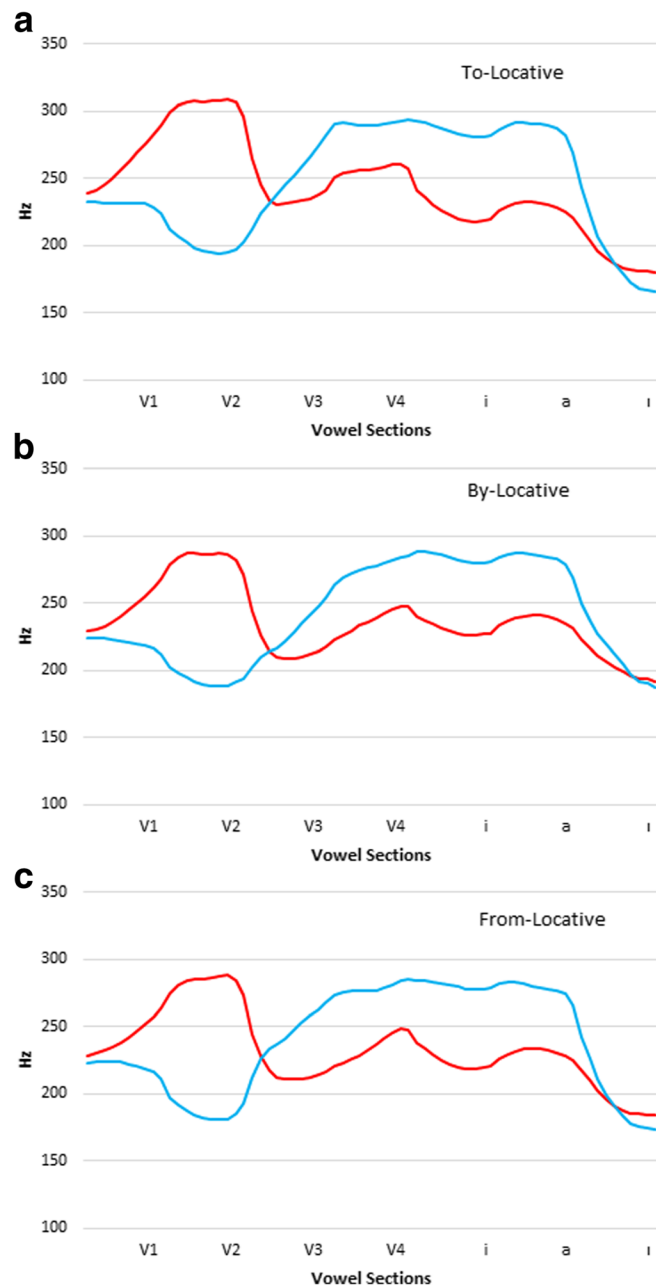 a
350
To-Locative
300
250
Hz
200
150
100
V1 V2 V3 V4 i a ı
Vowel Sections
b
350
By-Locative
300
250
Hz
200
150
100
V1 V2 V3 V4 i a ı
Vowel Sections
c
350
From-Locative
300
250
Hz
200
150
100
V1 V2 V3 V4 i a ı
Vowel Sections